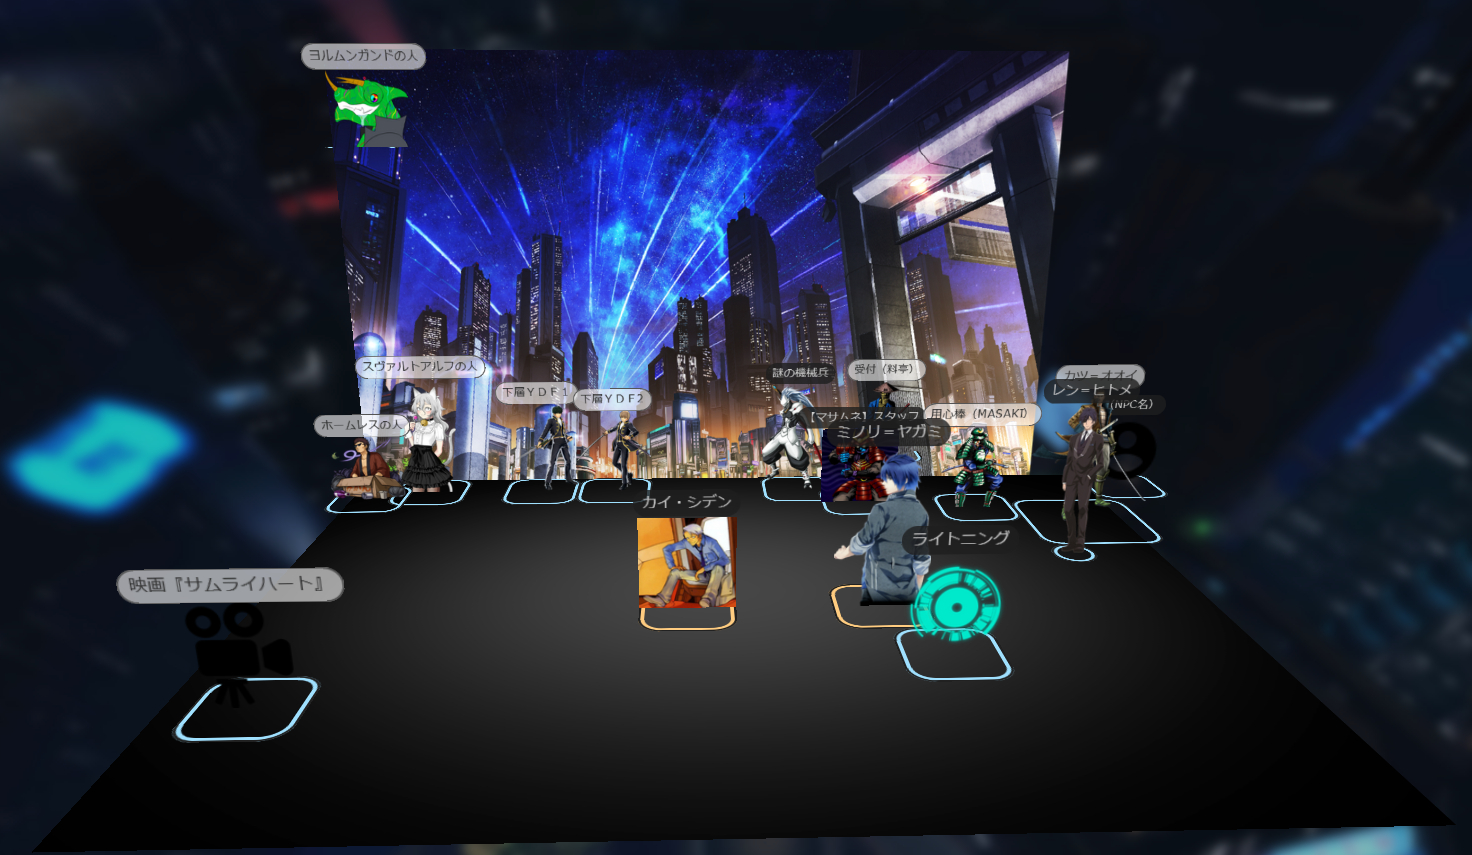 ヨルムンガンドの人
スヴァルトアルフの人
下層ＹＤＦ１
下層ＹＤＦ２
ホームレスの人
謎の機械兵
受付（料亭）
【マサムネ】スタッフ
用心棒（MASAKI）
ミノリ＝ヤガミ
カツ＝オオイ
レン＝ヒトメ
（NPC名）
カイ・シデン
ライトニング
映画『サムライハート』